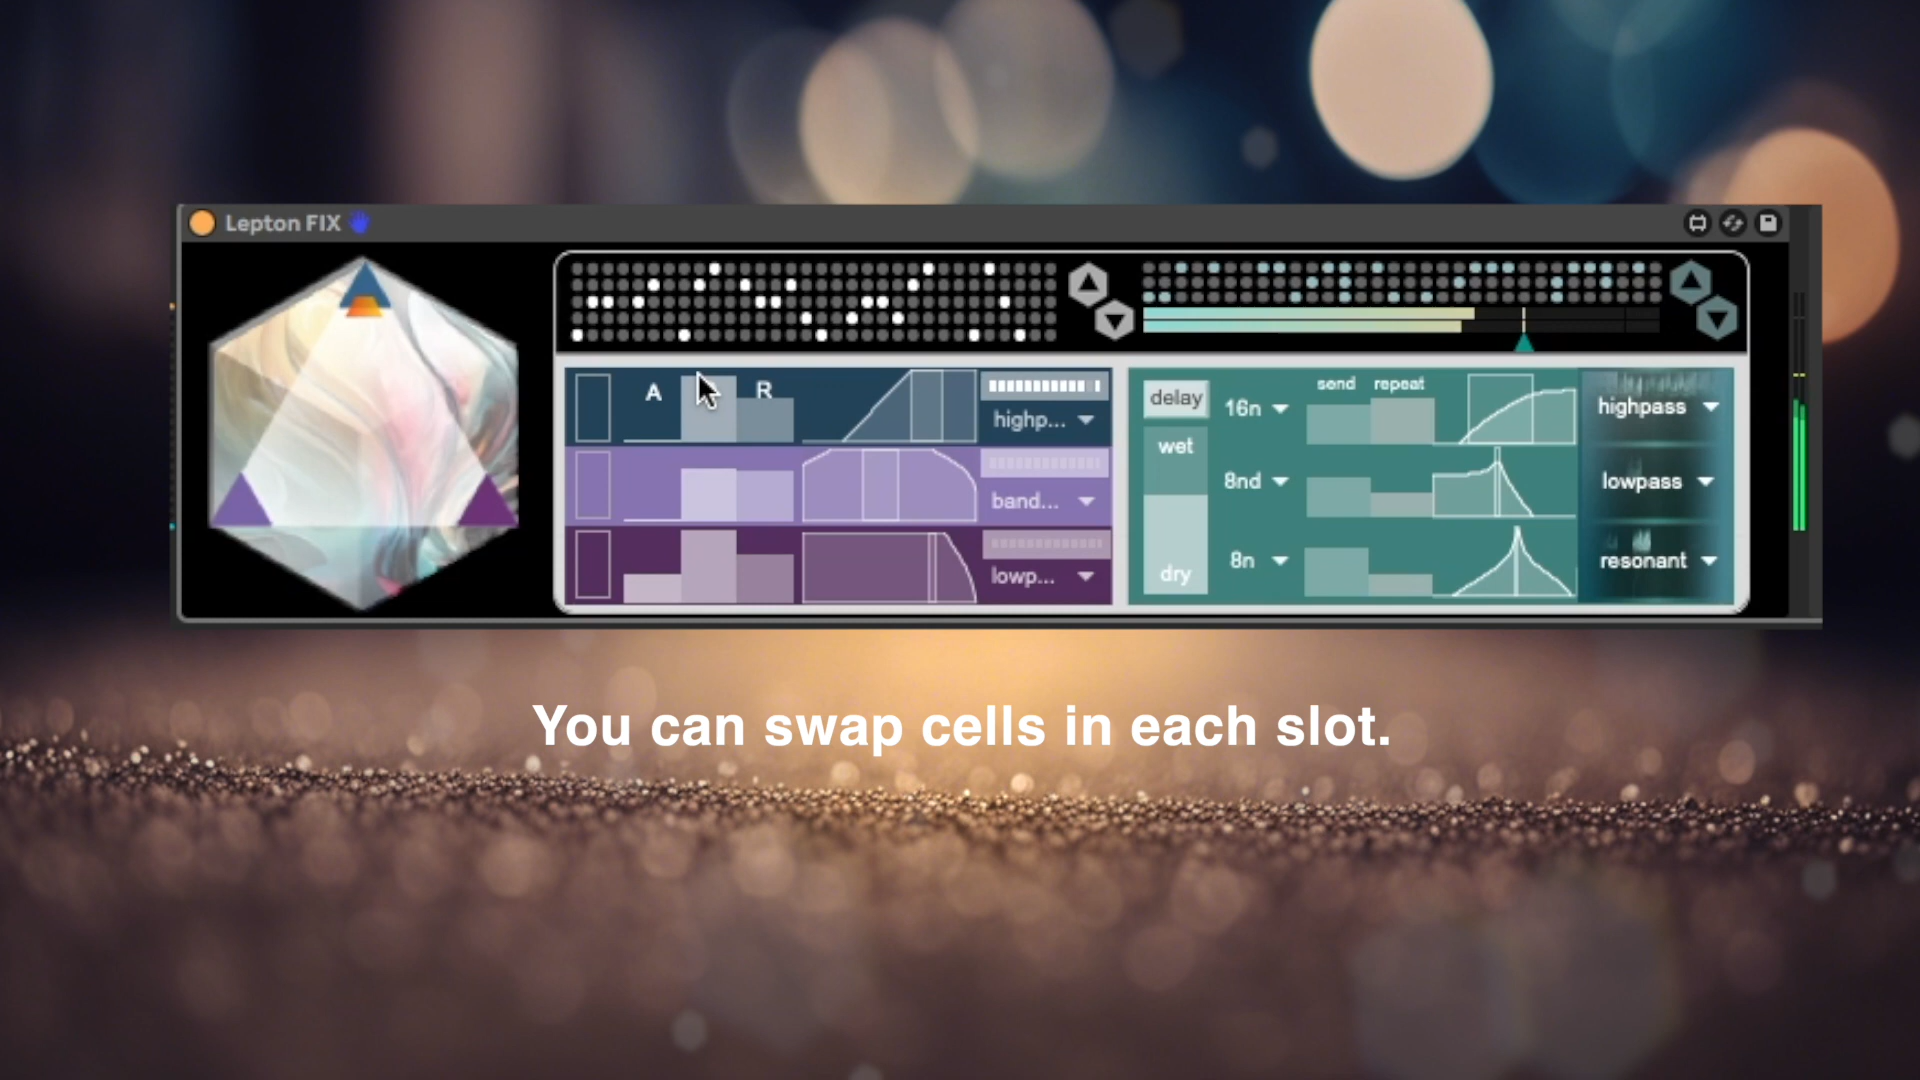 Lepton FIX
A R
highp...
band...
lowp...
delay
wet
dry
16n
8nd
8n
send repeat
highpass
lowpass
resonant
You can swap cells in each slot.